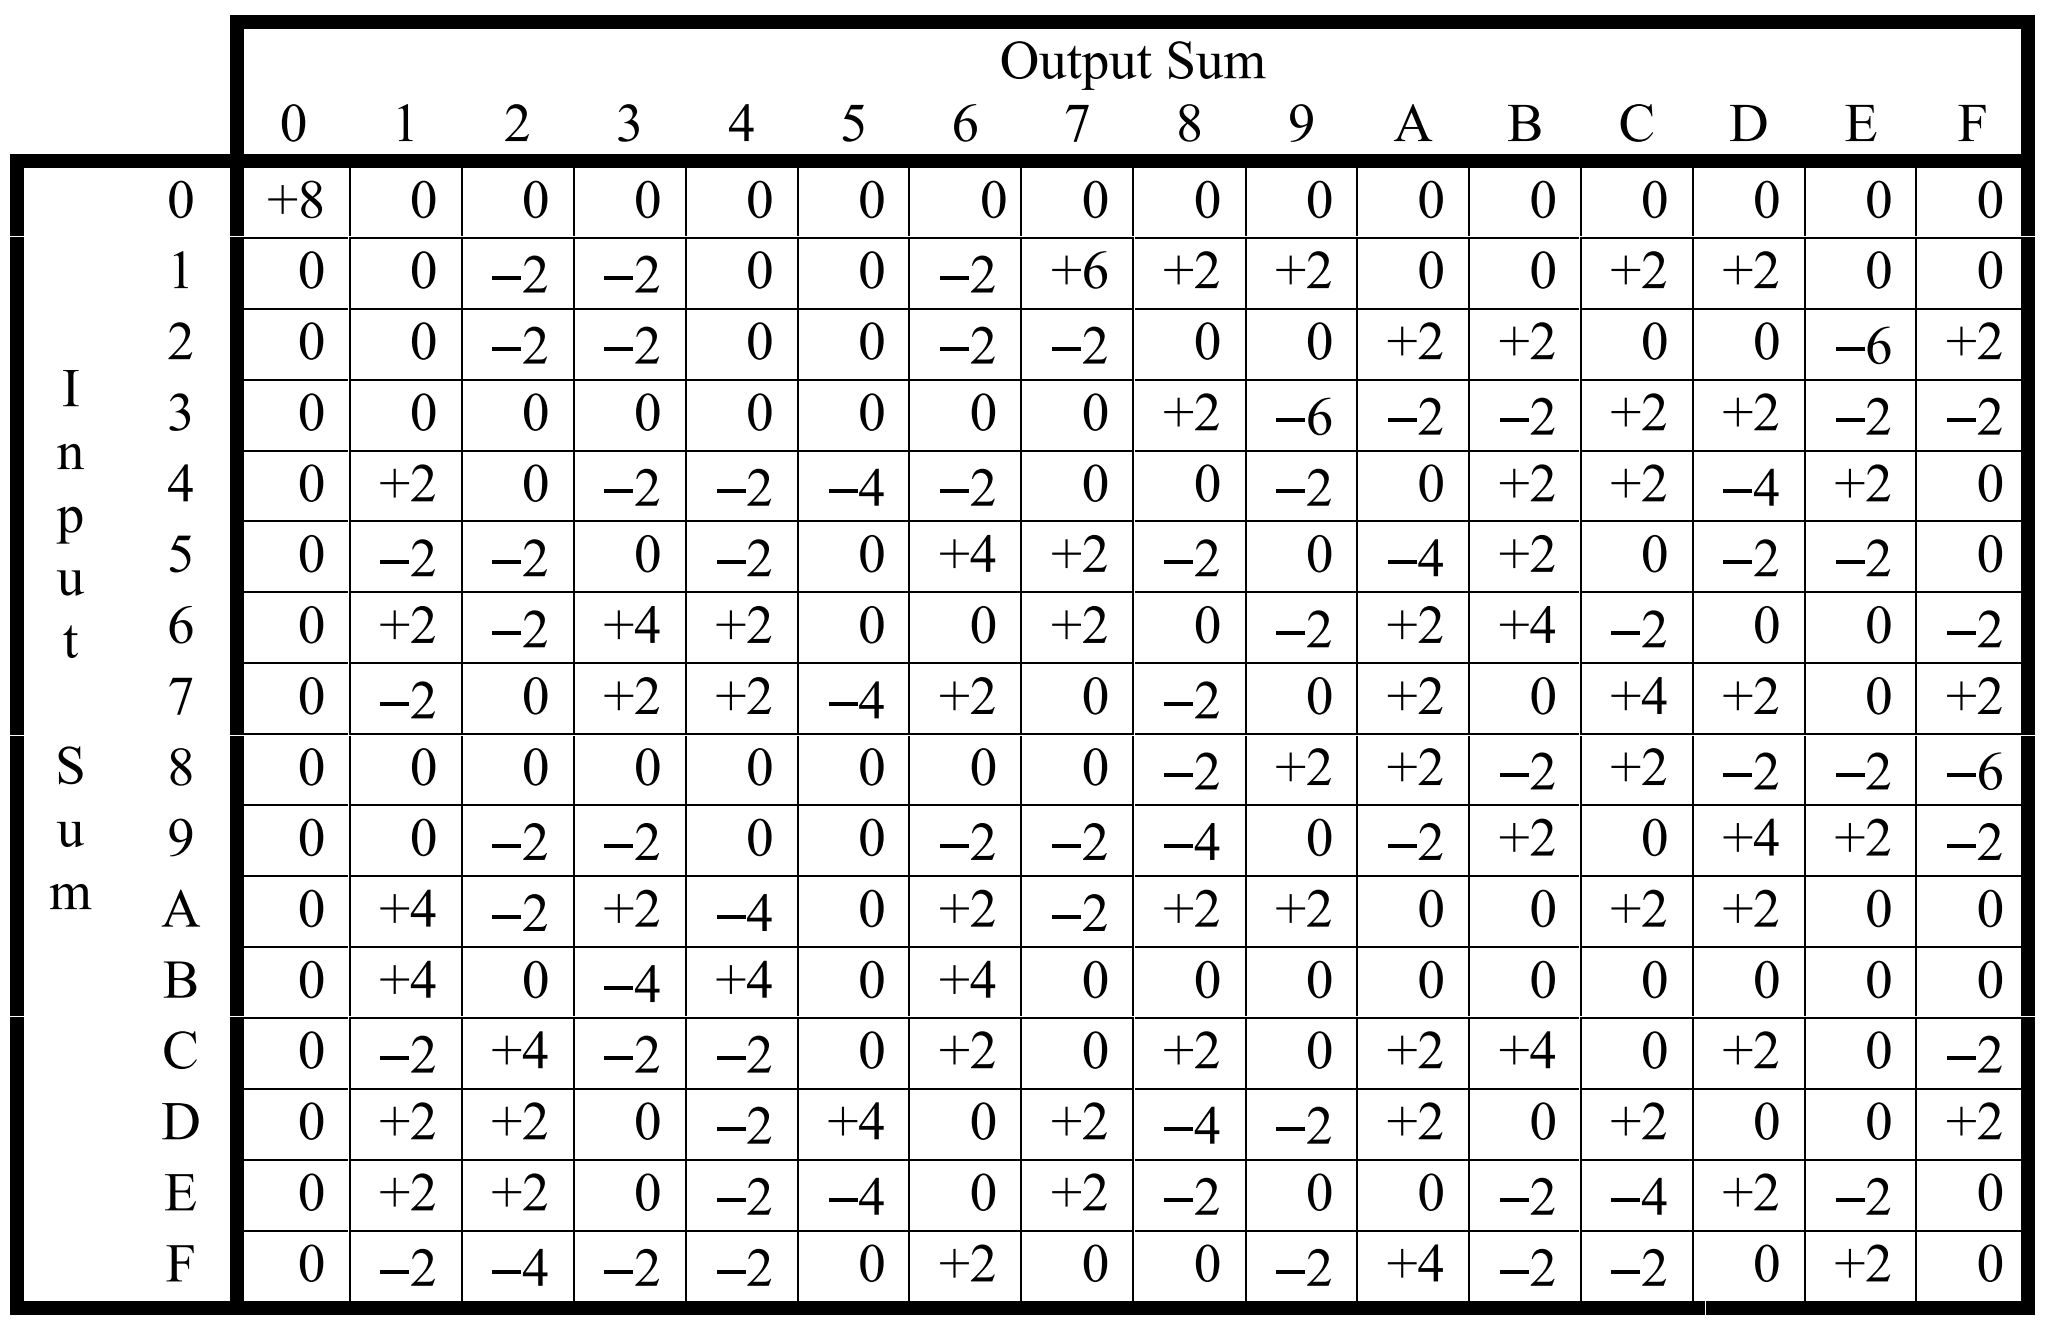 Output Sum
0 1 2 3 4 5 6 7 8 9 A B C D E F
Input Sum
0 +8 0 0 0 0 0 0 0 0 0 0 0 0 0 0 0
1 0 0 −2 −2 0 0 −2 +6 +2 +2 0 0 +2 +2 0 0
2 0 0 −2 −2 0 0 −2 −2 0 0 +2 +2 0 0 −6 +2
3 0 0 0 0 0 0 0 0 +2 −6 −2 −2 +2 +2 −2 −2
4 0 +2 0 −2 −2 −4 −2 0 0 −2 0 +2 +2 −4 +2 0
5 0 −2 −2 0 −2 0 +4 +2 −2 0 −4 +2 0 −2 −2 0
6 0 +2 −2 +4 +2 0 0 +2 0 −2 +2 +4 −2 0 0 −2
7 0 −2 0 +2 +2 −4 +2 0 −2 0 +2 0 +4 +2 0 +2
8 0 0 0 0 0 0 0 0 −2 +2 +2 −2 +2 −2 −2 −6
9 0 0 −2 −2 0 0 −2 −2 −4 0 −2 +2 0 +4 +2 −2
A 0 +4 −2 +2 −4 0 +2 −2 +2 +2 0 0 +2 +2 0 0
B 0 +4 0 −4 +4 0 +4 0 0 0 0 0 0 0 0 0
C 0 −2 +4 −2 −2 0 +2 0 +2 0 +2 +4 0 +2 0 −2
D 0 +2 +2 0 −2 +4 0 +2 −4 −2 +2 0 +2 0 0 +2
E 0 +2 +2 0 −2 −4 0 +2 −2 0 0 −2 −4 +2 −2 0
F 0 −2 −4 −2 −2 0 +2 0 0 −2 +4 −2 −2 0 +2 0